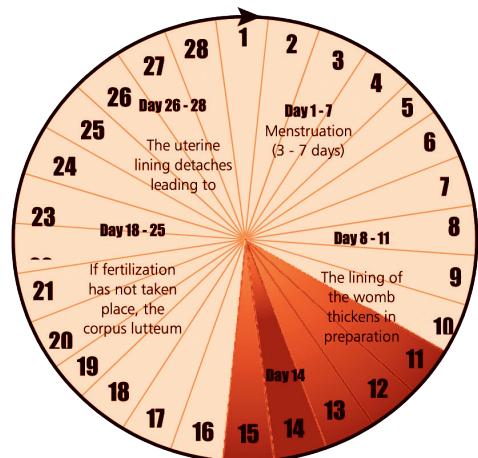 1
2
3
4
5
6
7
8
9
10
11
12
13
14
15
16
17
18
19
20
21
23
24
25
26
27
28
Day 1 - 7
Menstruation
(3 - 7 days)
Day 8 - 11
The lining of
the womb
thickens in
preparation
Day 14
Day 18 - 25
If fertilization
has not taken
place, the
corpus lutteum
Day 26 - 28
The uterine
lining detaches
leading to